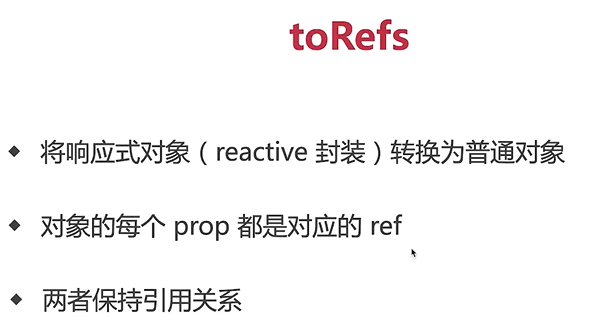 toRefs
◆ 将响应式对象（reactive 封装）转换为普通对象
◆ 对象的每个 prop 都是对应的 ref
◆ 两者保持引用关系